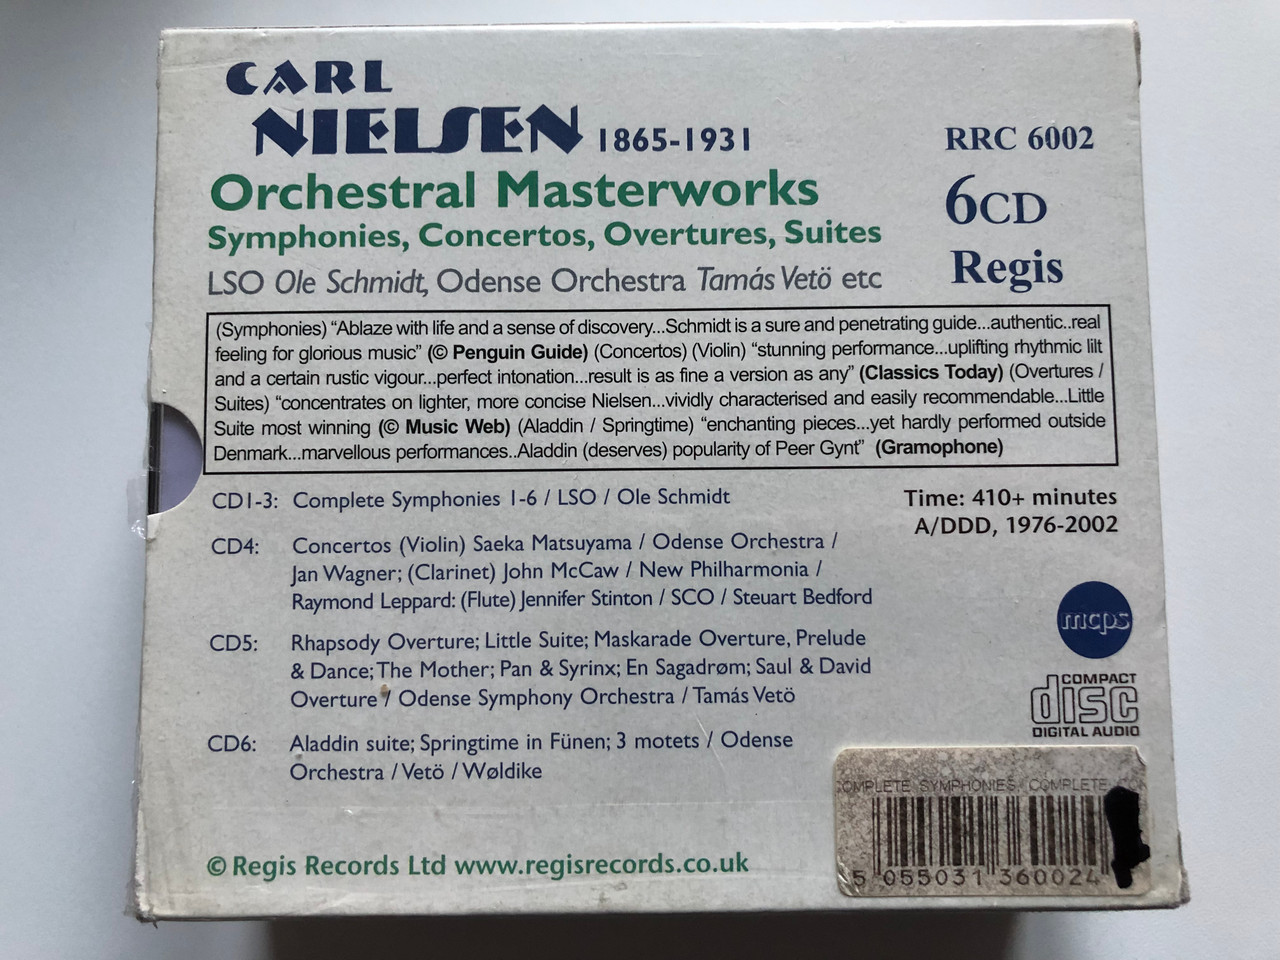 CARL
NIELSEN 1865-1931
RRC 6002
Orchestral Masterworks
6CD
Symphonies, Concertos, Overtures, Suites
Regis
LSO Ole Schmidt, Odense Orchestra Tamás Vetö etc
(Symphonies) “Ablaze with life and a sense of discovery...Schmidt is a sure and penetrating guide...authentic..real
feeling for glorious music” (© Penguin Guide) (Concertos) (Violin) “stunning performance...uplifting rhythmic lilt
and a certain rustic vigour...perfect intonation...result is as fine a version as any” (Classics Today) (Overtures /
Suites) “concentrates on lighter, more concise Nielsen...vividly characterised and easily recommendable...Little
Suite most winning (© Music Web) (Aladdin / Springtime) “enchanting pieces...yet hardly performed outside
Denmark...marvellous performances..Aladdin (deserves) popularity of Peer Gynt” (Gramophone)
CD1-3: Complete Symphonies 1-6 / LSO / Ole Schmidt
Time: 410+ minutes
A/DDD, 1976-2002
CD4: Concertos (Violin) Saeka Matsuyama / Odense Orchestra /
Jan Wagner; (Clarinet) John McCaw / New Philharmonia /
Raymond Leppard: (Flute) Jennifer Stinton / SCO / Steuart Bedford
mcps
CD5: Rhapsody Overture; Little Suite; Maskarade Overture, Prelude
& Dance; The Mother; Pan & Syrinx; En Sagadrøm; Saul & David
Overture / Odense Symphony Orchestra / Tamás Vetö
COMPACT
disc
DIGITAL AUDIO
CD6: Aladdin suite; Springtime in Fünen; 3 motets / Odense
Orchestra / Vetö / Wøldike
OMPLETE SYMPHONIES, COMPLETE CO
5 055031 360024
© Regis Records Ltd www.regisrecords.co.uk